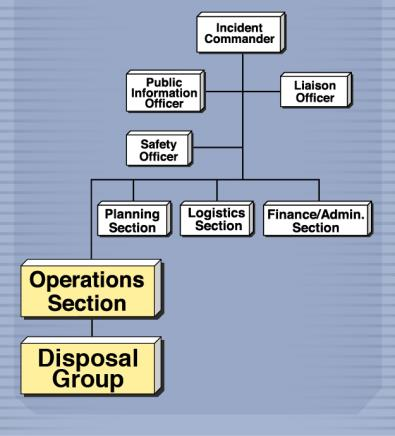 Incident
Commander
Public
Information
Officer
Liaison
Officer
Safety
Officer
Planning
Section
Logistics
Section
Finance/Admin.
Section
Operations
Section
Disposal
Group